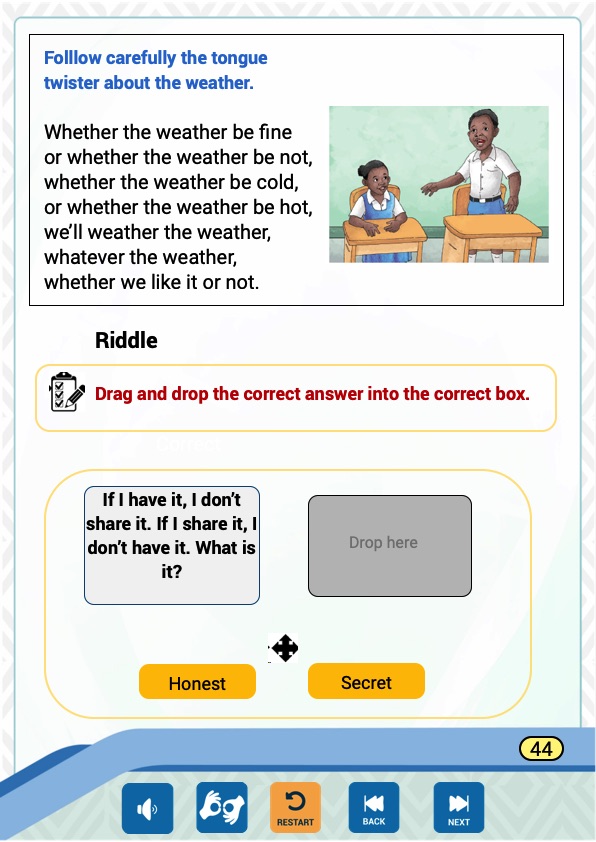 Folllow carefully the tongue
twister about the weather.
Whether the weather be fine
or whether the weather be not,
whether the weather be cold,
or whether the weather be hot,
we’ll weather the weather,
whatever the weather,
whether we like it or not.
Riddle
Drag and drop the correct answer into the correct box.
If I have it, I don’t
share it. If I share it, I
don’t have it. What is
it?
Drop here
Honest
Secret
44
RESTART
BACK
NEXT